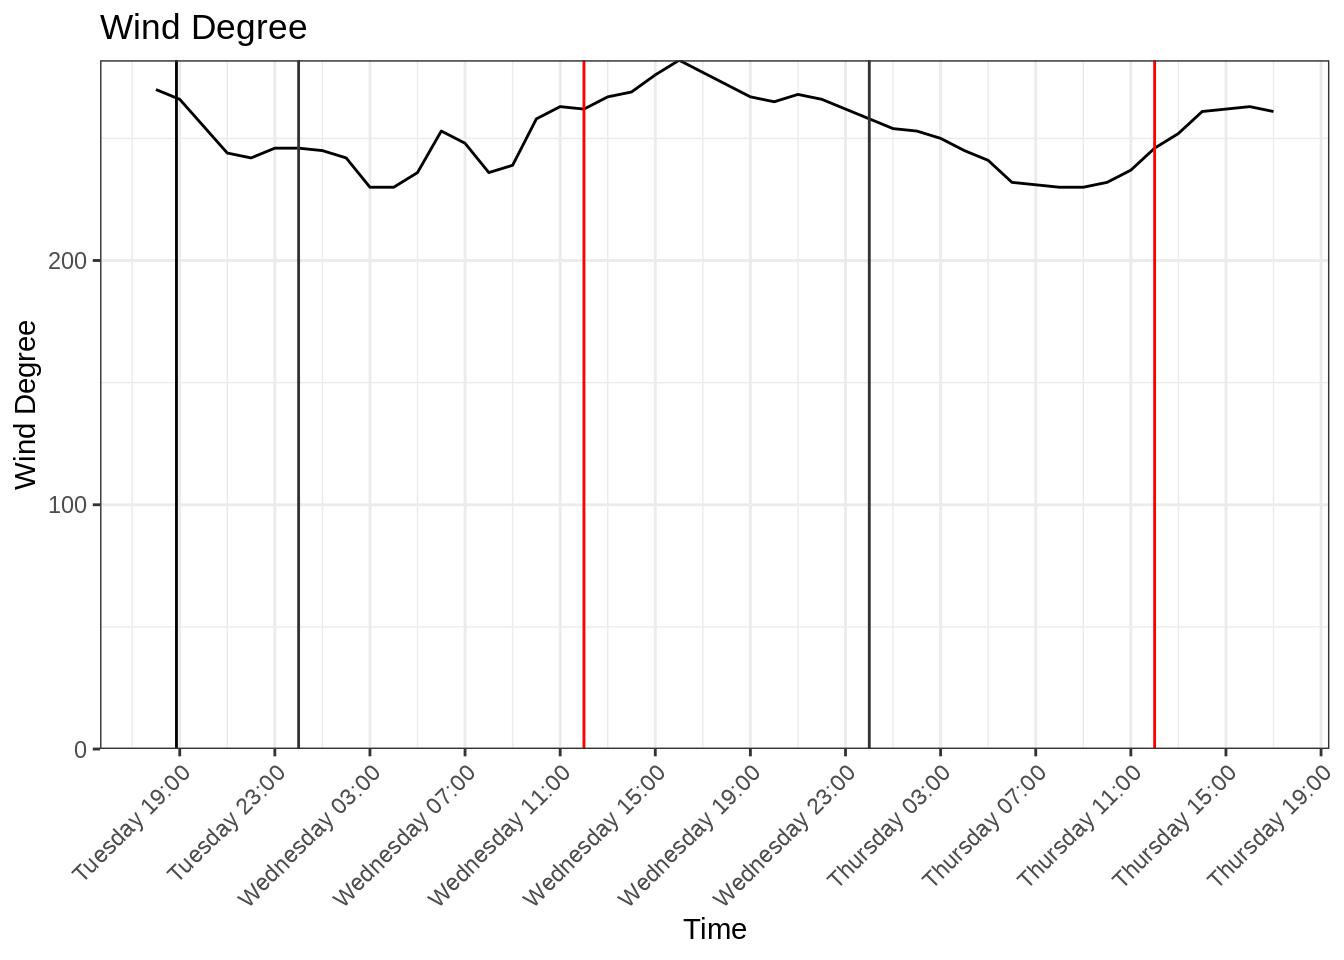 Wind Degree
Wind Degree
200
100
0
Tuesday 19:00
Tuesday 23:00
Wednesday 03:00
Wednesday 07:00
Wednesday 11:00
Wednesday 15:00
Wednesday 19:00
Wednesday 23:00
Thursday 03:00
Thursday 07:00
Thursday 11:00
Thursday 15:00
Thursday 19:00
Time